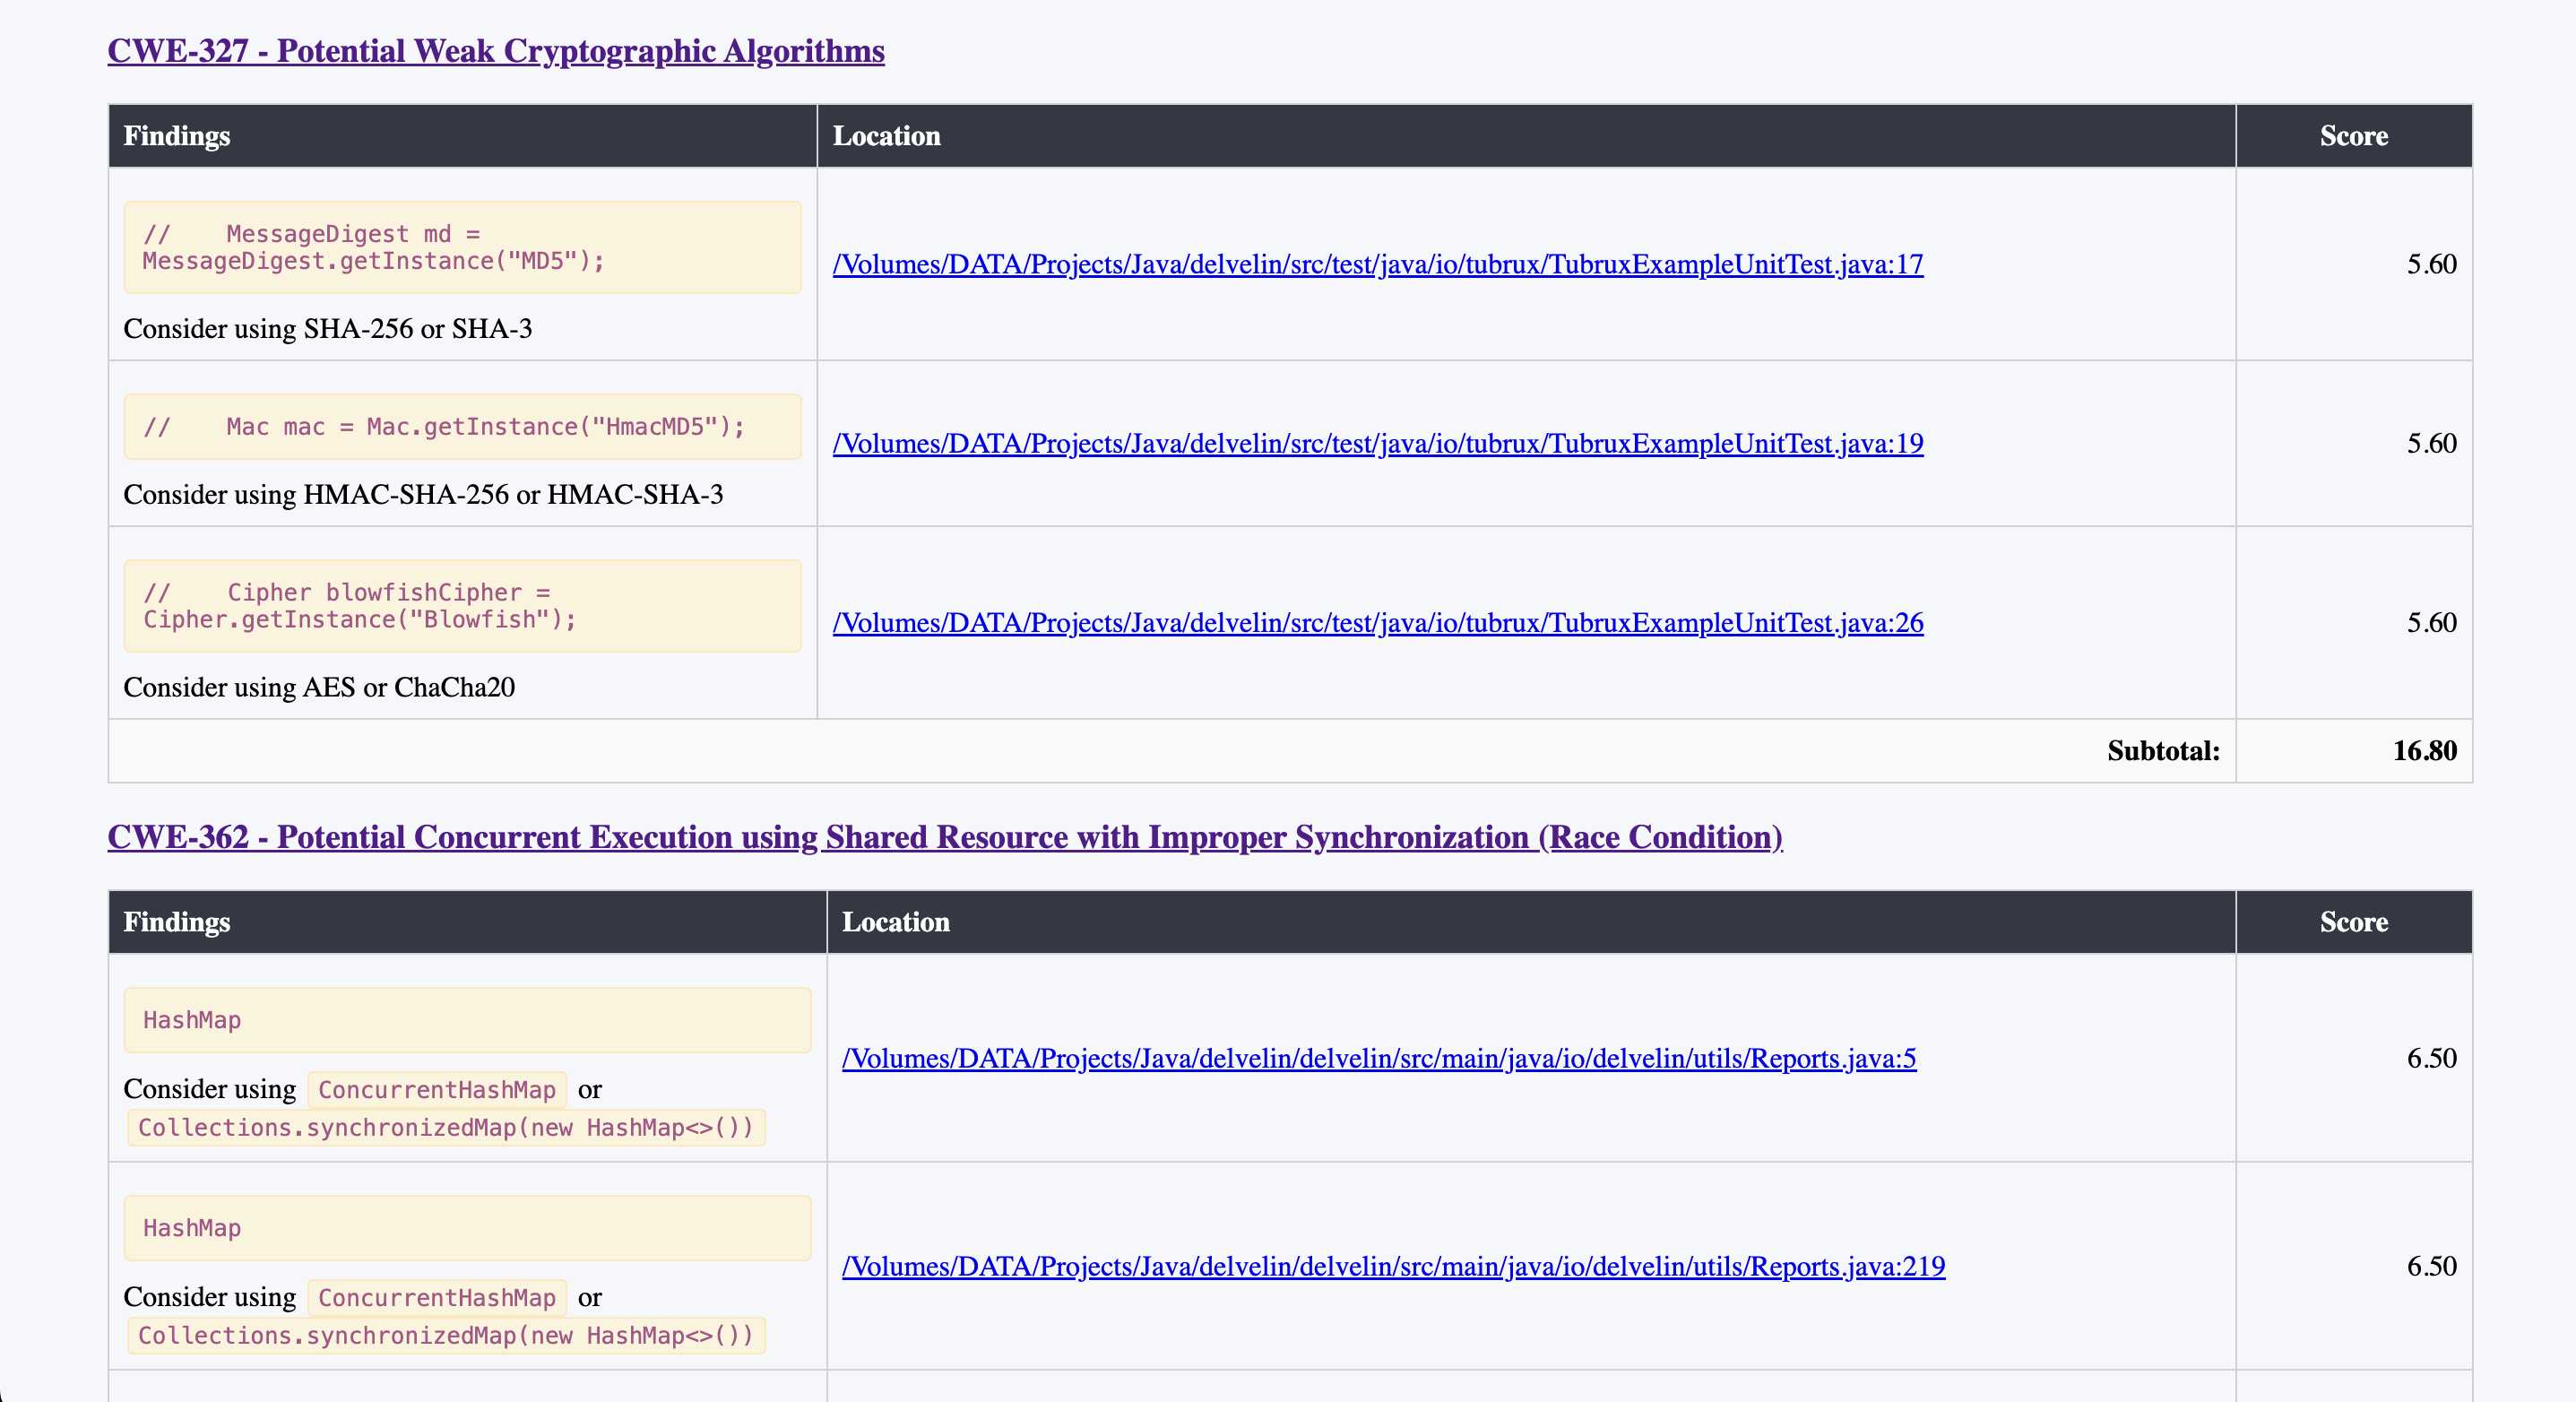 CWE-327 - Potential Weak Cryptographic Algorithms
Findings Location Score
//    MessageDigest md =
MessageDigest.getInstance("MD5");
Consider using SHA-256 or SHA-3
/Volumes/DATA/Projects/Java/delvelin/src/test/java/io/tubrux/TubruxExampleUnitTest.java:17
5.60
//    Mac mac = Mac.getInstance("HmacMD5");
Consider using HMAC-SHA-256 or HMAC-SHA-3
/Volumes/DATA/Projects/Java/delvelin/src/test/java/io/tubrux/TubruxExampleUnitTest.java:19
5.60
//    Cipher blowfishCipher =
Cipher.getInstance("Blowfish");
Consider using AES or ChaCha20
/Volumes/DATA/Projects/Java/delvelin/src/test/java/io/tubrux/TubruxExampleUnitTest.java:26
5.60
Subtotal: 16.80
CWE-362 - Potential Concurrent Execution using Shared Resource with Improper Synchronization (Race Condition)
Findings Location Score
HashMap
Consider using ConcurrentHashMap or
Collections.synchronizedMap(new HashMap<>())
/Volumes/DATA/Projects/Java/delvelin/delvelin/src/main/java/io/delvelin/utils/Reports.java:5
6.50
HashMap
Consider using ConcurrentHashMap or
Collections.synchronizedMap(new HashMap<>())
/Volumes/DATA/Projects/Java/delvelin/delvelin/src/main/java/io/delvelin/utils/Reports.java:219
6.50